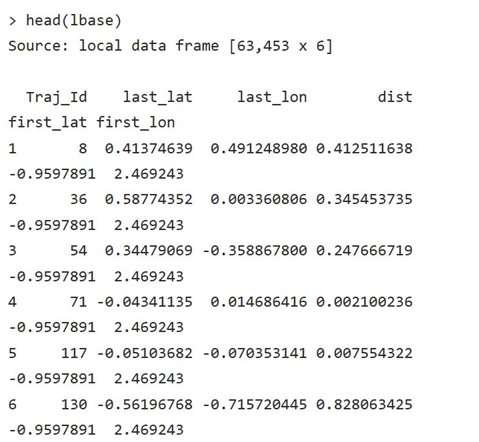 > head(lbase)
Source: local data frame [63,453 x 6]

  Traj_Id    last_lat     last_lon        dist
first_lat first_lon
1       8  0.41374639  0.491248980 0.412511638
-0.9597891  2.469243
2      36  0.58774352  0.003360806 0.345453735
-0.9597891  2.469243
3      54  0.34479069 -0.358867800 0.247666719
-0.9597891  2.469243
4      71 -0.04341135  0.014686416 0.002100236
-0.9597891  2.469243
5     117 -0.05103682 -0.070353141 0.007554322
-0.9597891  2.469243
6     130 -0.56196768 -0.715720445 0.828063425
-0.9597891  2.469243